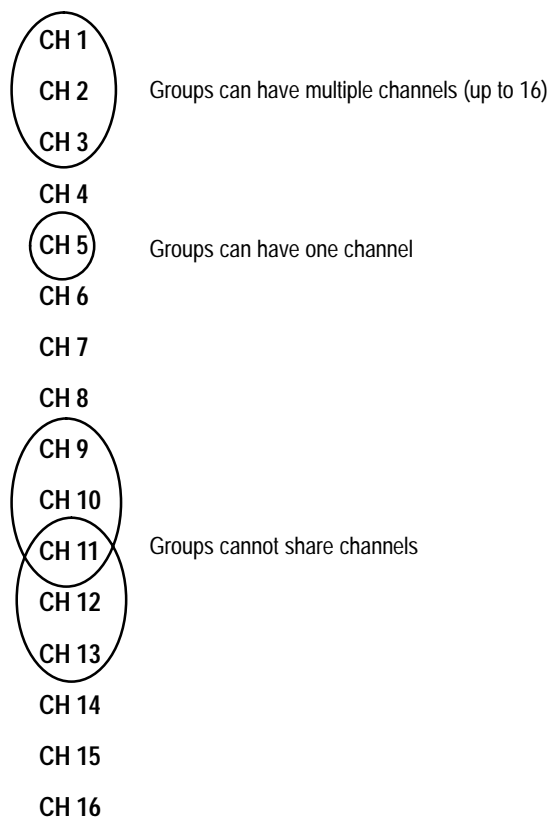 CH 1
CH 2 Groups can have multiple channels (up to 16)
CH 3
CH 4
CH 5 Groups can have one channel
CH 6
CH 7
CH 8
CH 9
CH 10
CH 11 Groups cannot share channels
CH 12
CH 13
CH 14
CH 15
CH 16